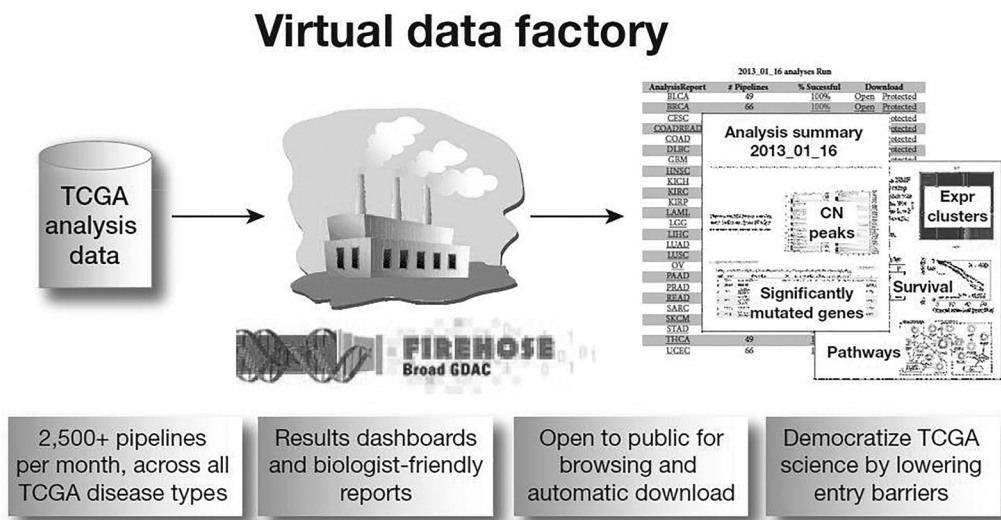 Virtual data factory
TCGA
analysis
data
FIREHOSE
Broad GDAC
2013_01_16 analyses Run
AnalysisReport # Pipelines % Sucessful Download
BLCA 49 100% Open Protected
BRCA 66 100% Open Protected
CESC
COADREAD
COAD
DLBC
GBM
HNSC
KICH
KIRC
KIRP
LAML
LGG
LIHC
LUAD
LUSC
OV
PAAD
PRAD
READ
SARC
SKCM
STAD
THCA 49
UCEC 66
Analysis summary
2013_01_16
CN
peaks
Significantly
mutated genes
Expr
clusters
Survival
Pathways
2,500+ pipelines
per month, across all
TCGA disease types
Results dashboards
and biologist-friendly
reports
Open to public for
browsing and
automatic download
Democratize TCGA
science by lowering
entry barriers